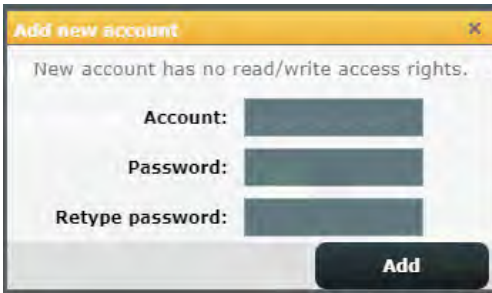 Add new account ×
New account has no read/write access rights.
Account:
Password:
Retype password:
Add